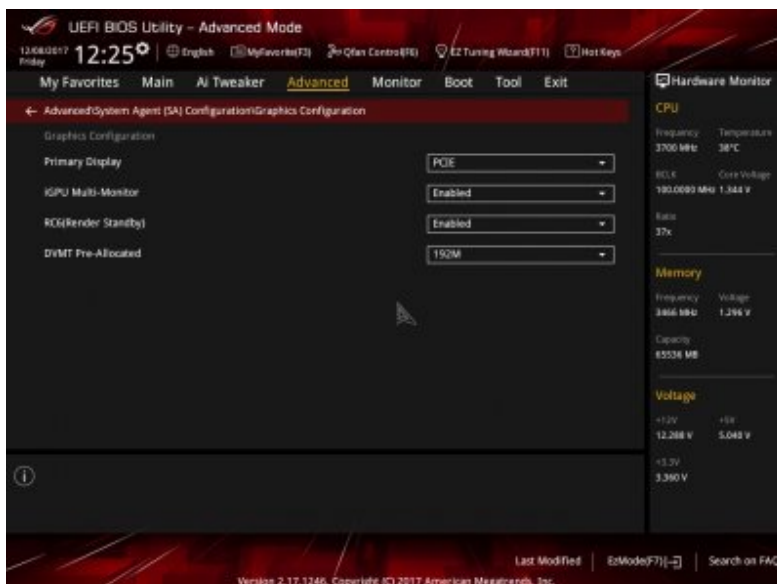 UEFI BIOS Utility – Advanced Mode
12/08/2017 Friday 12:25 English MyFavorite(F3) Qfan Control(F6) EZ Tuning Wizard(F11) Hot Keys
My Favorites Main Ai Tweaker Advanced Monitor Boot Tool Exit
Hardware Monitor
← Advanced\System Agent (SA) Configuration\Graphics Configuration
Graphics Configuration
Primary Display PCIE
iGPU Multi-Monitor Enabled
RC6(Render Standby) Enabled
DVMT Pre-Allocated 192M
CPU
Frequency Temperature
3700 MHz 38°C
BCLK Core Voltage
100.0000 MHz 1.344 V
Ratio
37x
Memory
Frequency Voltage
3466 MHz 1.296 V
Capacity
65536 MB
Voltage
+12V +5V
12.288 V 5.040 V
+3.3V
3.360 V
Last Modified EzMode(F7) Search on FAQ
Version 2.17.1246. Copyright (C) 2017 American Megatrends, Inc.